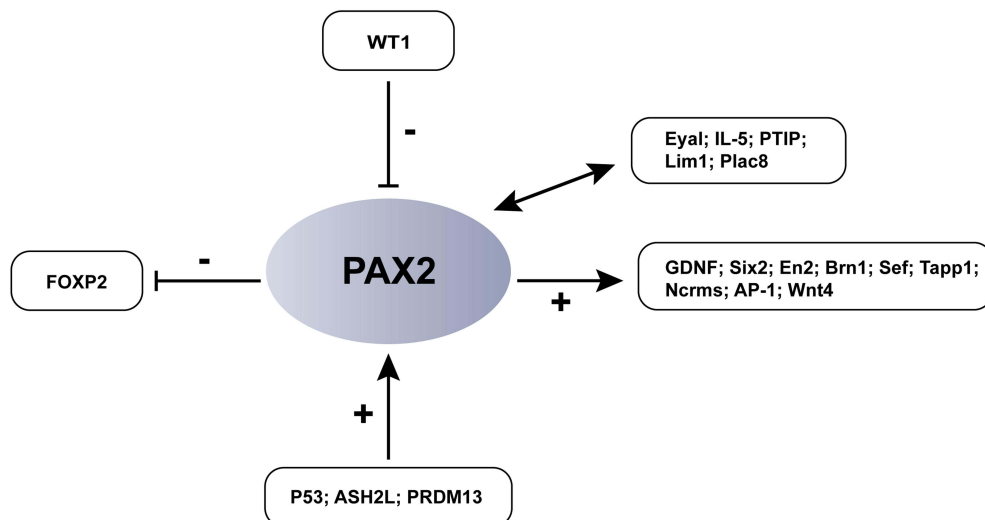 WT1
-
Eyal; IL-5; PTIP;
Lim1; Plac8
PAX2
FOXP2
-
GDNF; Six2; En2; Brn1; Sef; Tapp1;
Ncrms; AP-1; Wnt4
+
+
P53; ASH2L; PRDM13